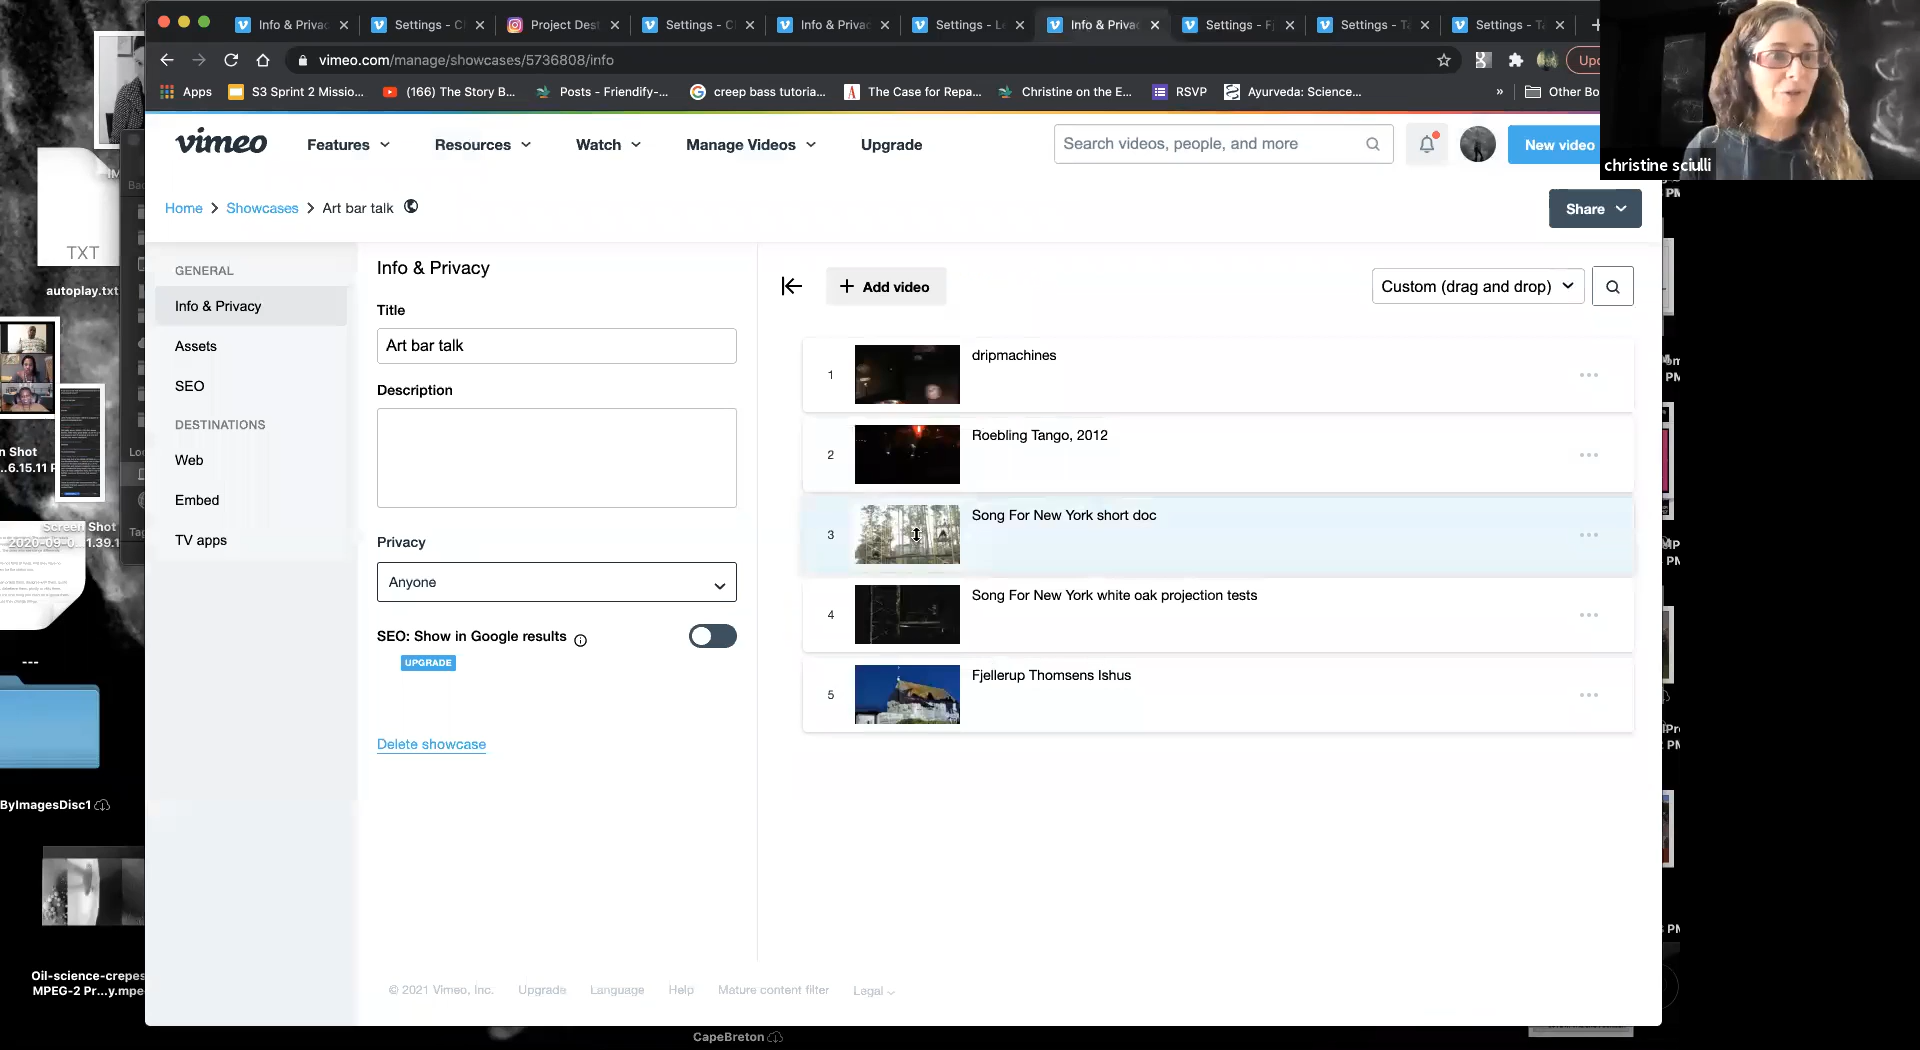 Info & Priva
Settings - C
Project Des
Settings - C
Info & Priva
Settings - L
Info & Priva
Settings - F
Settings - T
Settings - T
vimeo.com/manage/showcases/5736808/info
Apps
S3 Sprint 2 Missio...
(166) The Story B...
Posts - Friendify-...
creep bass tutoria...
The Case for Repa...
Christine on the E...
RSVP
Ayurveda: Science...
»
Other Bo
vimeo
Features
Resources
Watch
Manage Videos
Upgrade
Search videos, people, and more
New video
christine sciulli
Home > Showcases > Art bar talk
Share
GENERAL
Info & Privacy
Assets
SEO
DESTINATIONS
Web
Embed
TV apps
Info & Privacy
Title
Art bar talk
Description
Privacy
Anyone
SEO: Show in Google results
UPGRADE
Delete showcase
+ Add video
Custom (drag and drop)
1
dripmachines
2
Roebling Tango, 2012
3
Song For New York short doc
4
Song For New York white oak projection tests
5
Fjellerup Thomsens Ishus
© 2021 Vimeo, Inc.
Upgrade
Language
Help
Mature content filter
Legal
TXT
autoplay.txt
n Shot
..6.15.11 P
Screen Shot
2020-09-0...1.39.1
---
ByImagesDisc1
Oil-science-crepes
MPEG-2 Pr...y.mpe
CapeBreton